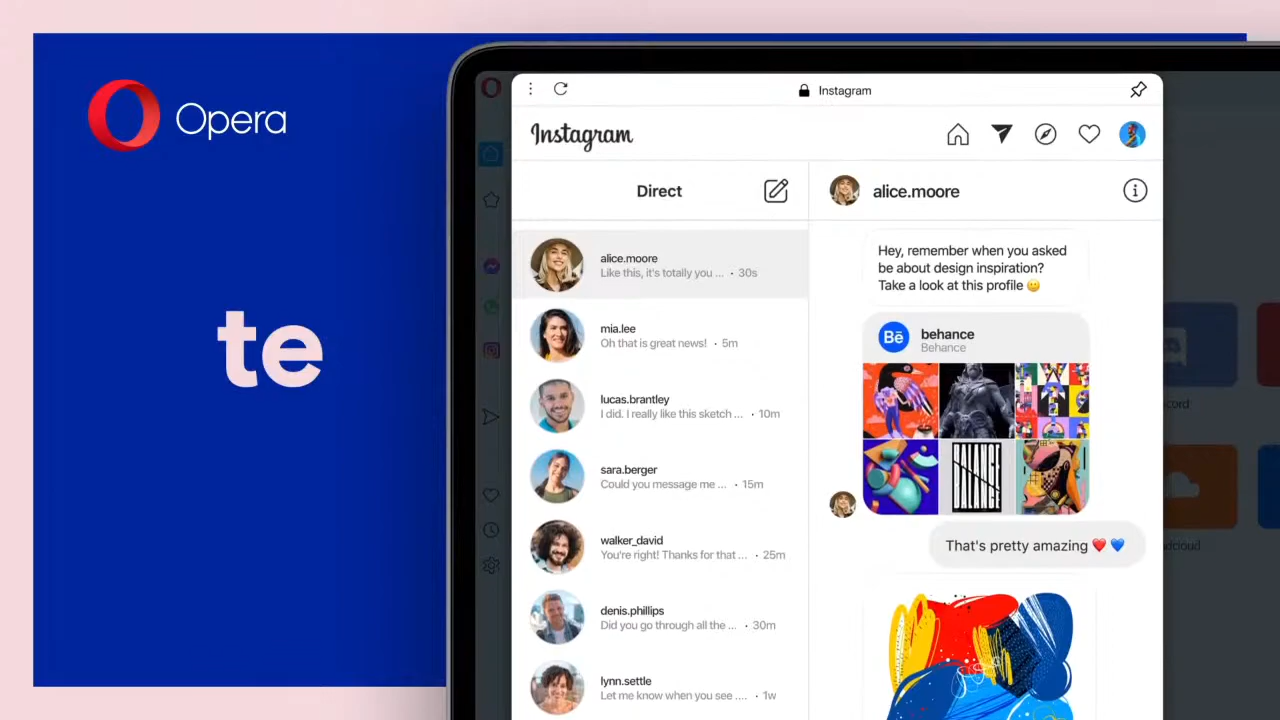 Opera
te
Instagram
Instagram
Direct
alice.moore
Like this, it's totally you ... · 30s
mia.lee
Oh that is great news! · 5m
lucas.brantley
I did. I really like this sketch ... · 10m
sara.berger
Could you message me ... · 15m
walker_david
You're right! Thanks for that ... · 25m
denis.phillips
Did you go through all the ... · 30m
lynn.settle
Let me know when you see .... · 1w
alice.moore
Hey, remember when you asked
be about design inspiration?
Take a look at this profile 🙂
Bē
behance
Behance
BALANCE
That's pretty amazing ❤️ 💙
cord
dcloud